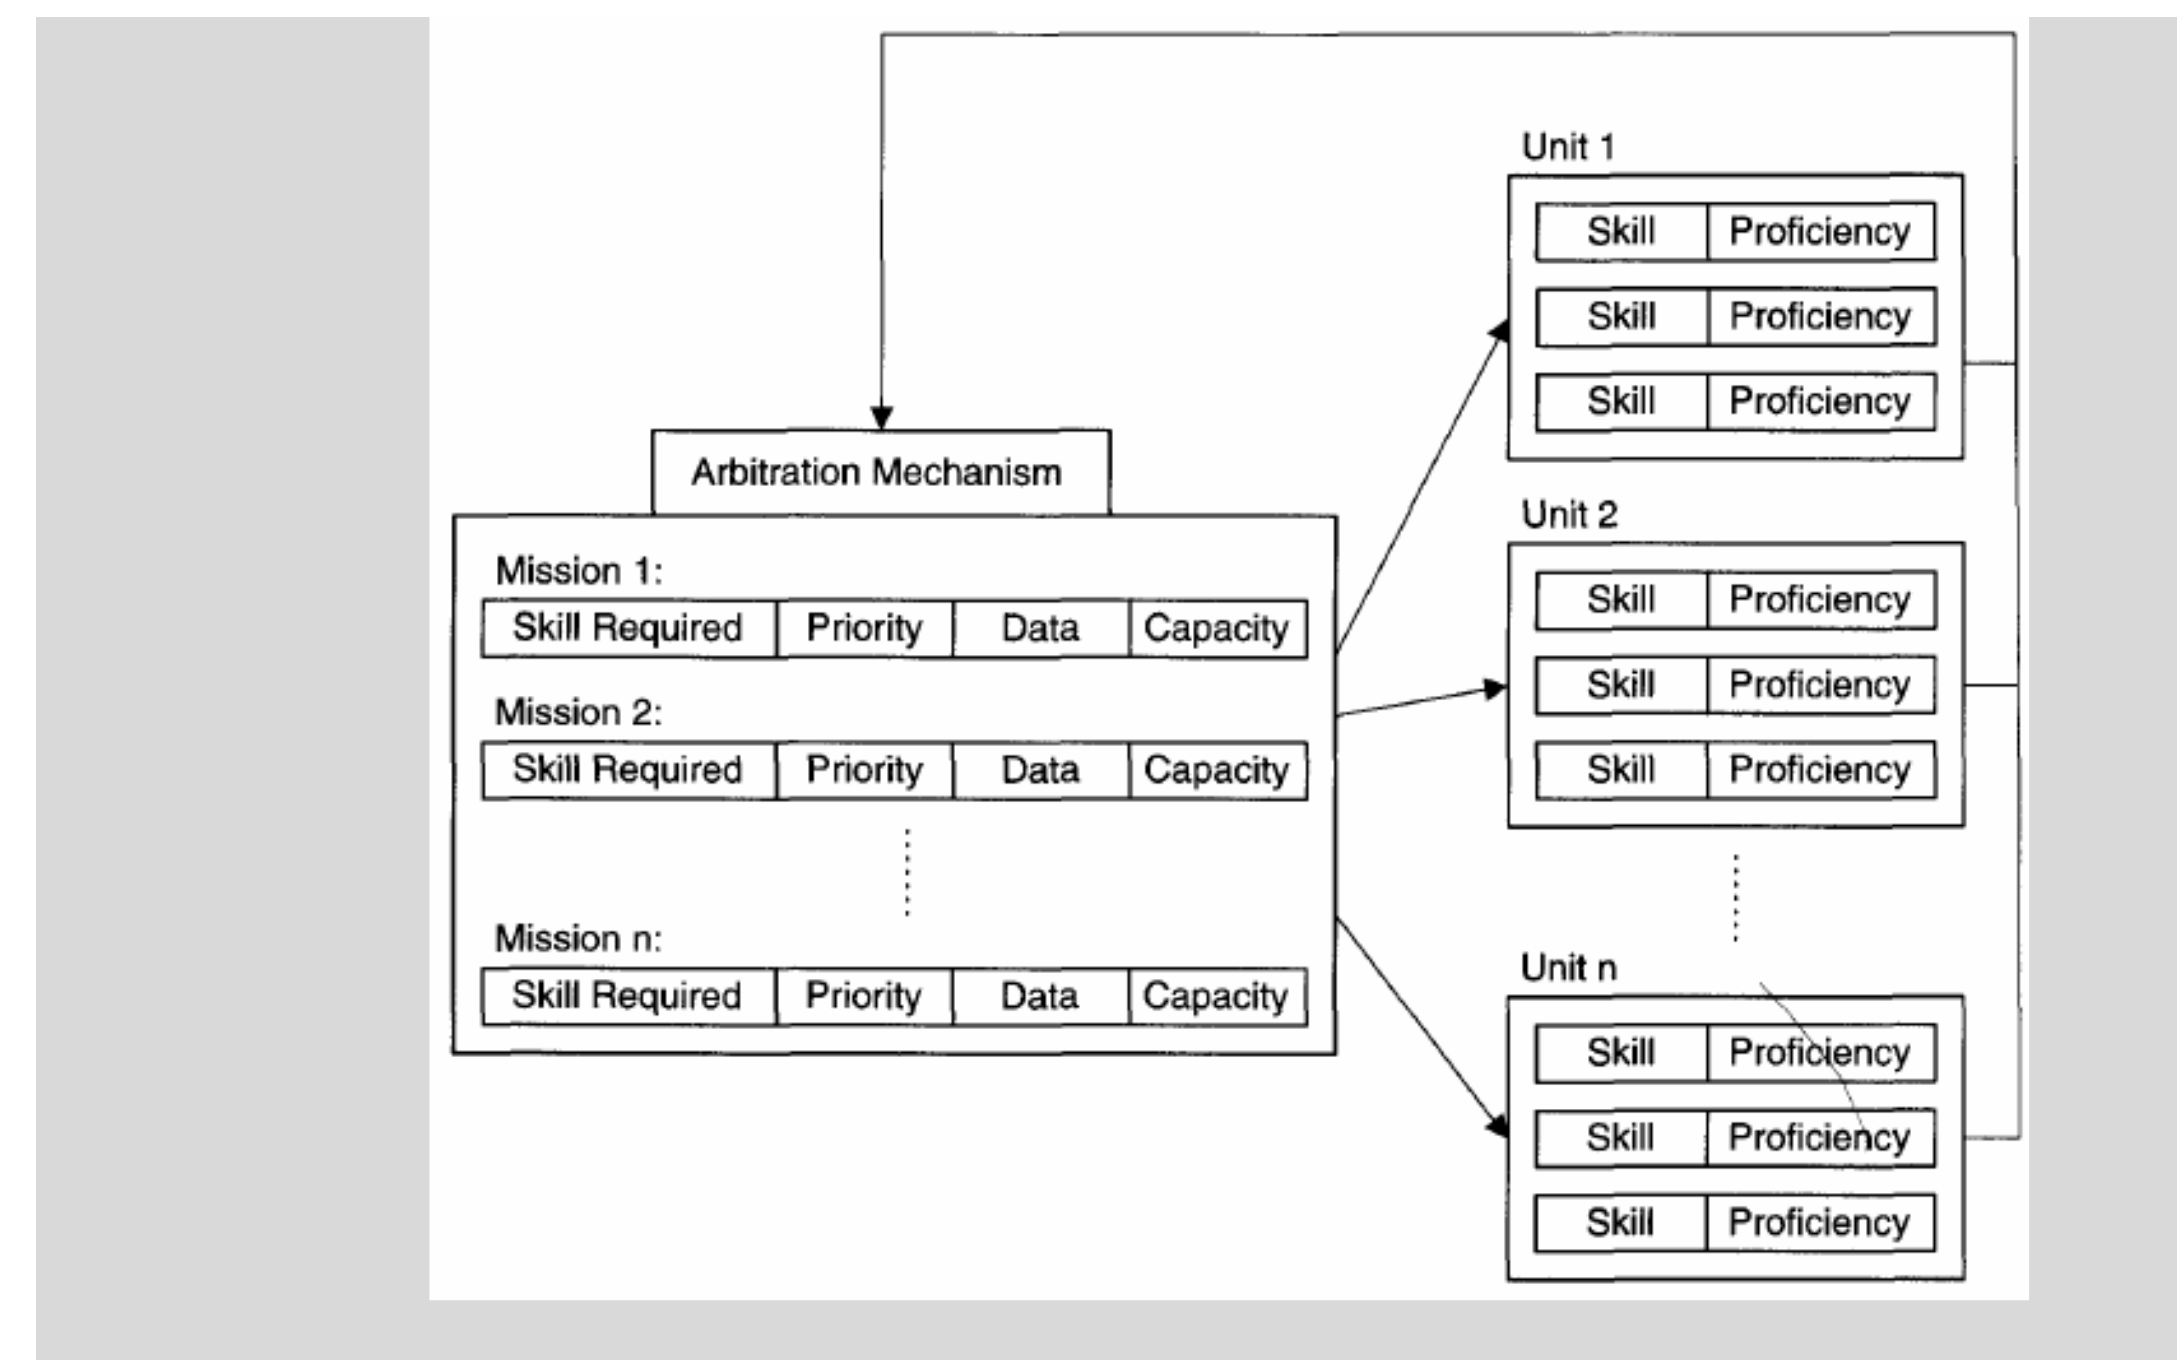 Arbitration Mechanism
Mission 1:
Skill Required Priority Data Capacity
Mission 2:
Skill Required Priority Data Capacity
Mission n:
Skill Required Priority Data Capacity
Unit 1
Skill Proficiency
Skill Proficiency
Skill Proficiency
Unit 2
Skill Proficiency
Skill Proficiency
Skill Proficiency
Unit n
Skill Proficiency
Skill Proficiency
Skill Proficiency